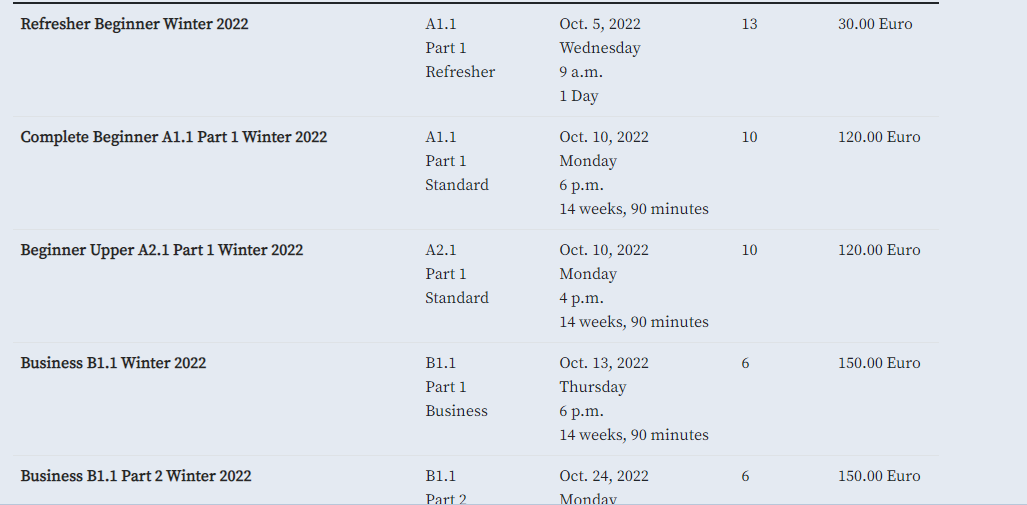 Refresher Beginner Winter 2022 A1.1 Oct. 5, 2022 13 30.00 Euro
Part 1 Wednesday
Refresher 9 a.m.
1 Day
Complete Beginner A1.1 Part 1 Winter 2022 A1.1 Oct. 10, 2022 10 120.00 Euro
Part 1 Monday
Standard 6 p.m.
14 weeks, 90 minutes
Beginner Upper A2.1 Part 1 Winter 2022 A2.1 Oct. 10, 2022 10 120.00 Euro
Part 1 Monday
Standard 4 p.m.
14 weeks, 90 minutes
Business B1.1 Winter 2022 B1.1 Oct. 13, 2022 6 150.00 Euro
Part 1 Thursday
Business 6 p.m.
14 weeks, 90 minutes
Business B1.1 Part 2 Winter 2022 B1.1 Oct. 24, 2022 6 150.00 Euro
Part 2 Monday